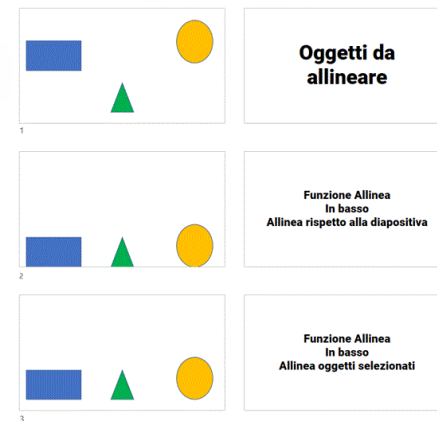 Oggetti da
allineare
1
Funzione Allinea
In basso
Allinea rispetto alla diapositiva
2
Funzione Allinea
In basso
Allinea oggetti selezionati
3